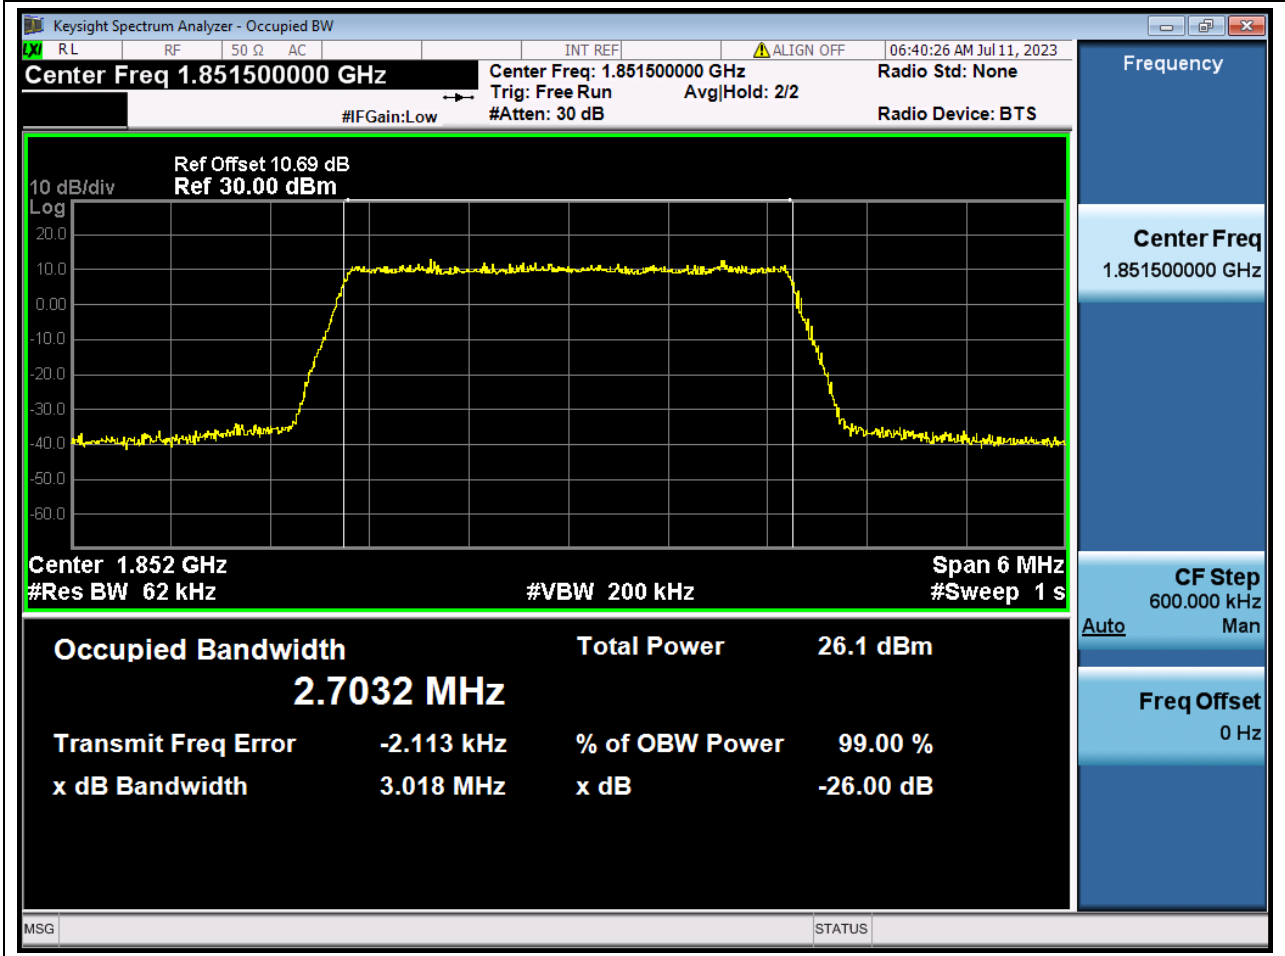 Keysight Spectrum Analyzer - Occupied BW
LXI RL RF 50 Ω AC INT REF ALIGN OFF 06:40:26 AM Jul 11, 2023
Center Freq 1.851500000 GHz
Center Freq: 1.851500000 GHz
Radio Std: None
Trig: Free Run Avg|Hold: 2/2
#IFGain:Low
#Atten: 30 dB
Radio Device: BTS
Ref Offset 10.69 dB
10 dB/div Ref 30.00 dBm
Log
20.0
10.0
0.00
-10.0
-20.0
-30.0
-40.0
-50.0
-60.0
Center 1.852 GHz
Span 6 MHz
#Res BW 62 kHz
#VBW 200 kHz
#Sweep 1 s
Occupied Bandwidth
Total Power 26.1 dBm
2.7032 MHz
Transmit Freq Error -2.113 kHz
% of OBW Power 99.00 %
x dB Bandwidth 3.018 MHz
x dB -26.00 dB
MSG
STATUS
Frequency
Center Freq
1.851500000 GHz
CF Step
600.000 kHz
Auto Man
Freq Offset
0 Hz